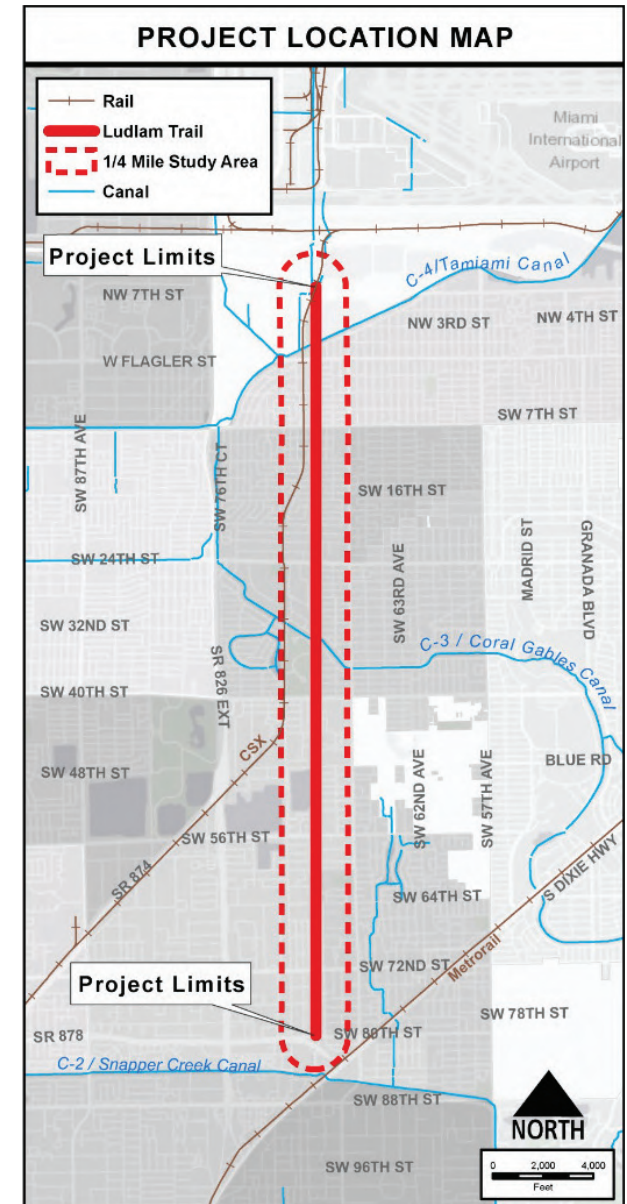 PROJECT LOCATION MAP
Rail
Ludlam Trail
1/4 Mile Study Area
Canal
Miami
International
Airport
Project Limits
C-4/Tamiami Canal
NW 7TH ST
NW 3RD ST
NW 4TH ST
W FLAGLER ST
SW 7TH ST
SW 87TH AVE
SW 76TH CT
SW 16TH ST
SW 24TH ST
SW 63RD AVE
MADRID ST
GRANADA BLVD
SW 32ND ST
SR 826 EXT
C-3 / Coral Gables Canal
SW 40TH ST
CSX
SW 48TH ST
SW 62ND AVE
SW 57TH AVE
BLUE RD
SW 56TH ST
SR 874
SW 64TH ST
S DIXIE HWY
Metrorail
SW 72ND ST
Project Limits
SW 78TH ST
SR 878
SW 80TH ST
C-2 / Snapper Creek Canal
SW 88TH ST
NORTH
SW 96TH ST
0 2,000 4,000
Feet